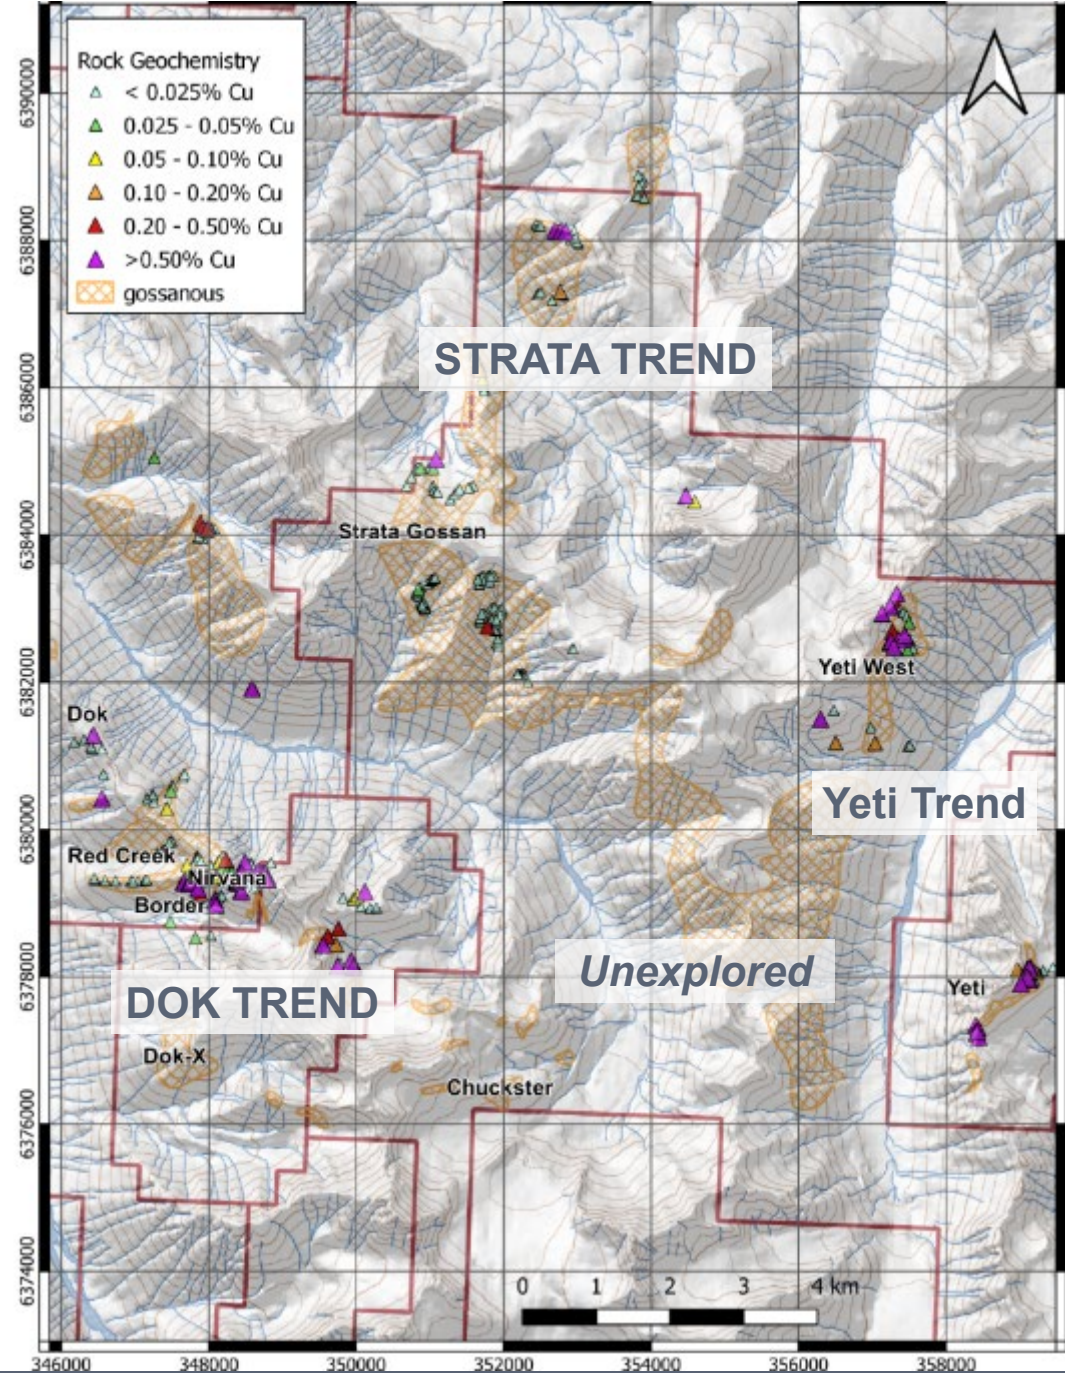 Rock Geochemistry
< 0.025% Cu
0.025 - 0.05% Cu
0.05 - 0.10% Cu
0.10 - 0.20% Cu
0.20 - 0.50% Cu
>0.50% Cu
gossanous
6390000
6388000
STRATA TREND
6386000
Strata Gossan
6384000
Yeti West
6382000
Dok
Yeti Trend
6380000
Red Creek
Nirvana
Border
Unexplored
6378000
Yeti
DOK TREND
Dok-X
Chuckster
6376000
6374000
0 1 2 3 4 km
346000 348000 350000 352000 354000 356000 358000